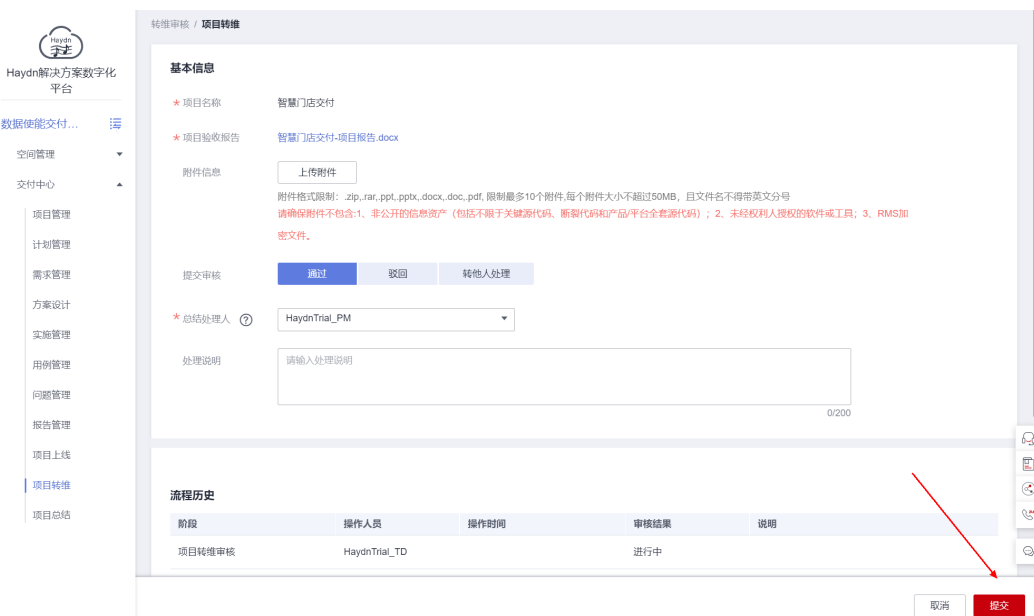 转维审核 / 项目转维
Haydn
Haydn解决方案数字化
平台
数据使能交付...
空间管理
交付中心
项目管理
计划管理
需求管理
方案设计
实施管理
用例管理
问题管理
报告管理
项目上线
项目转维
项目总结
基本信息
* 项目名称 智慧门店交付
* 项目验收报告 智慧门店交付-项目报告.docx
附件信息 上传附件
附件格式限制: .zip,.rar,.ppt,.pptx,.docx,.doc,.pdf, 限制最多10个附件,每个附件大小不超过50MB，且文件名不得带英文分号
请确保附件不包含:1、非公开的信息资产（包括不限于关键源代码、断裂代码和产品/平台全套源代码）; 2、未经权利人授权的软件或工具; 3、RMS加
密文件。
提交审核 通过 驳回 转他人处理
* 总结处理人 ? HaydnTrial_PM
处理说明 请输入处理说明
0/200
流程历史
阶段 操作人员 操作时间 审核结果 说明
项目转维审核 HaydnTrial_TD 进行中
取消 提交